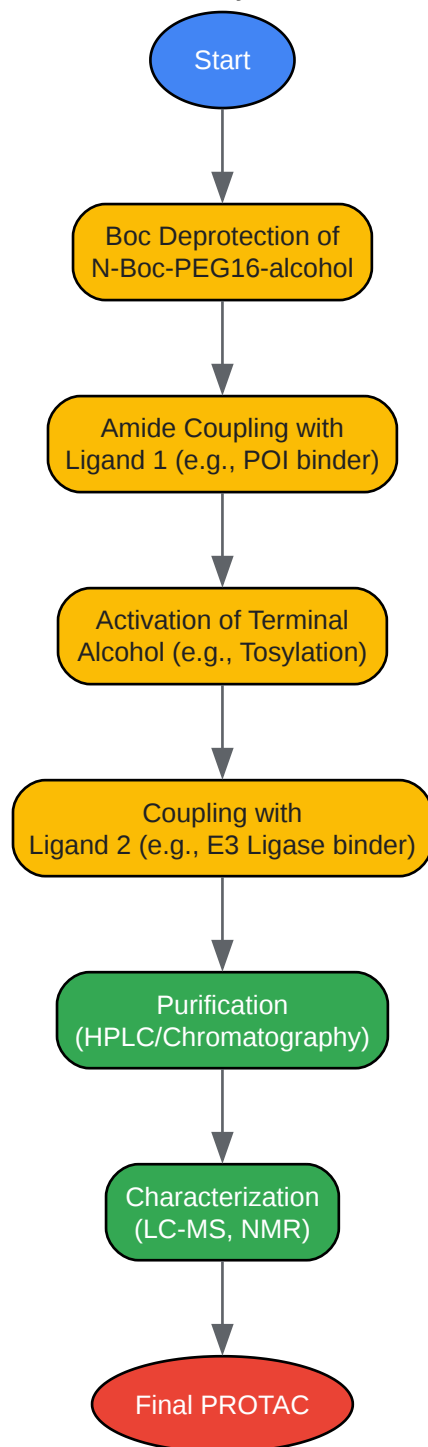 Start
Boc Deprotection of
N-Boc-PEG16-alcohol
Amide Coupling with
Ligand 1 (e.g., POI binder)
Activation of Terminal
Alcohol (e.g., Tosylation)
Coupling with
Ligand 2 (e.g., E3 Ligase binder)
Purification
(HPLC/Chromatography)
Characterization
(LC-MS, NMR)
Final PROTAC